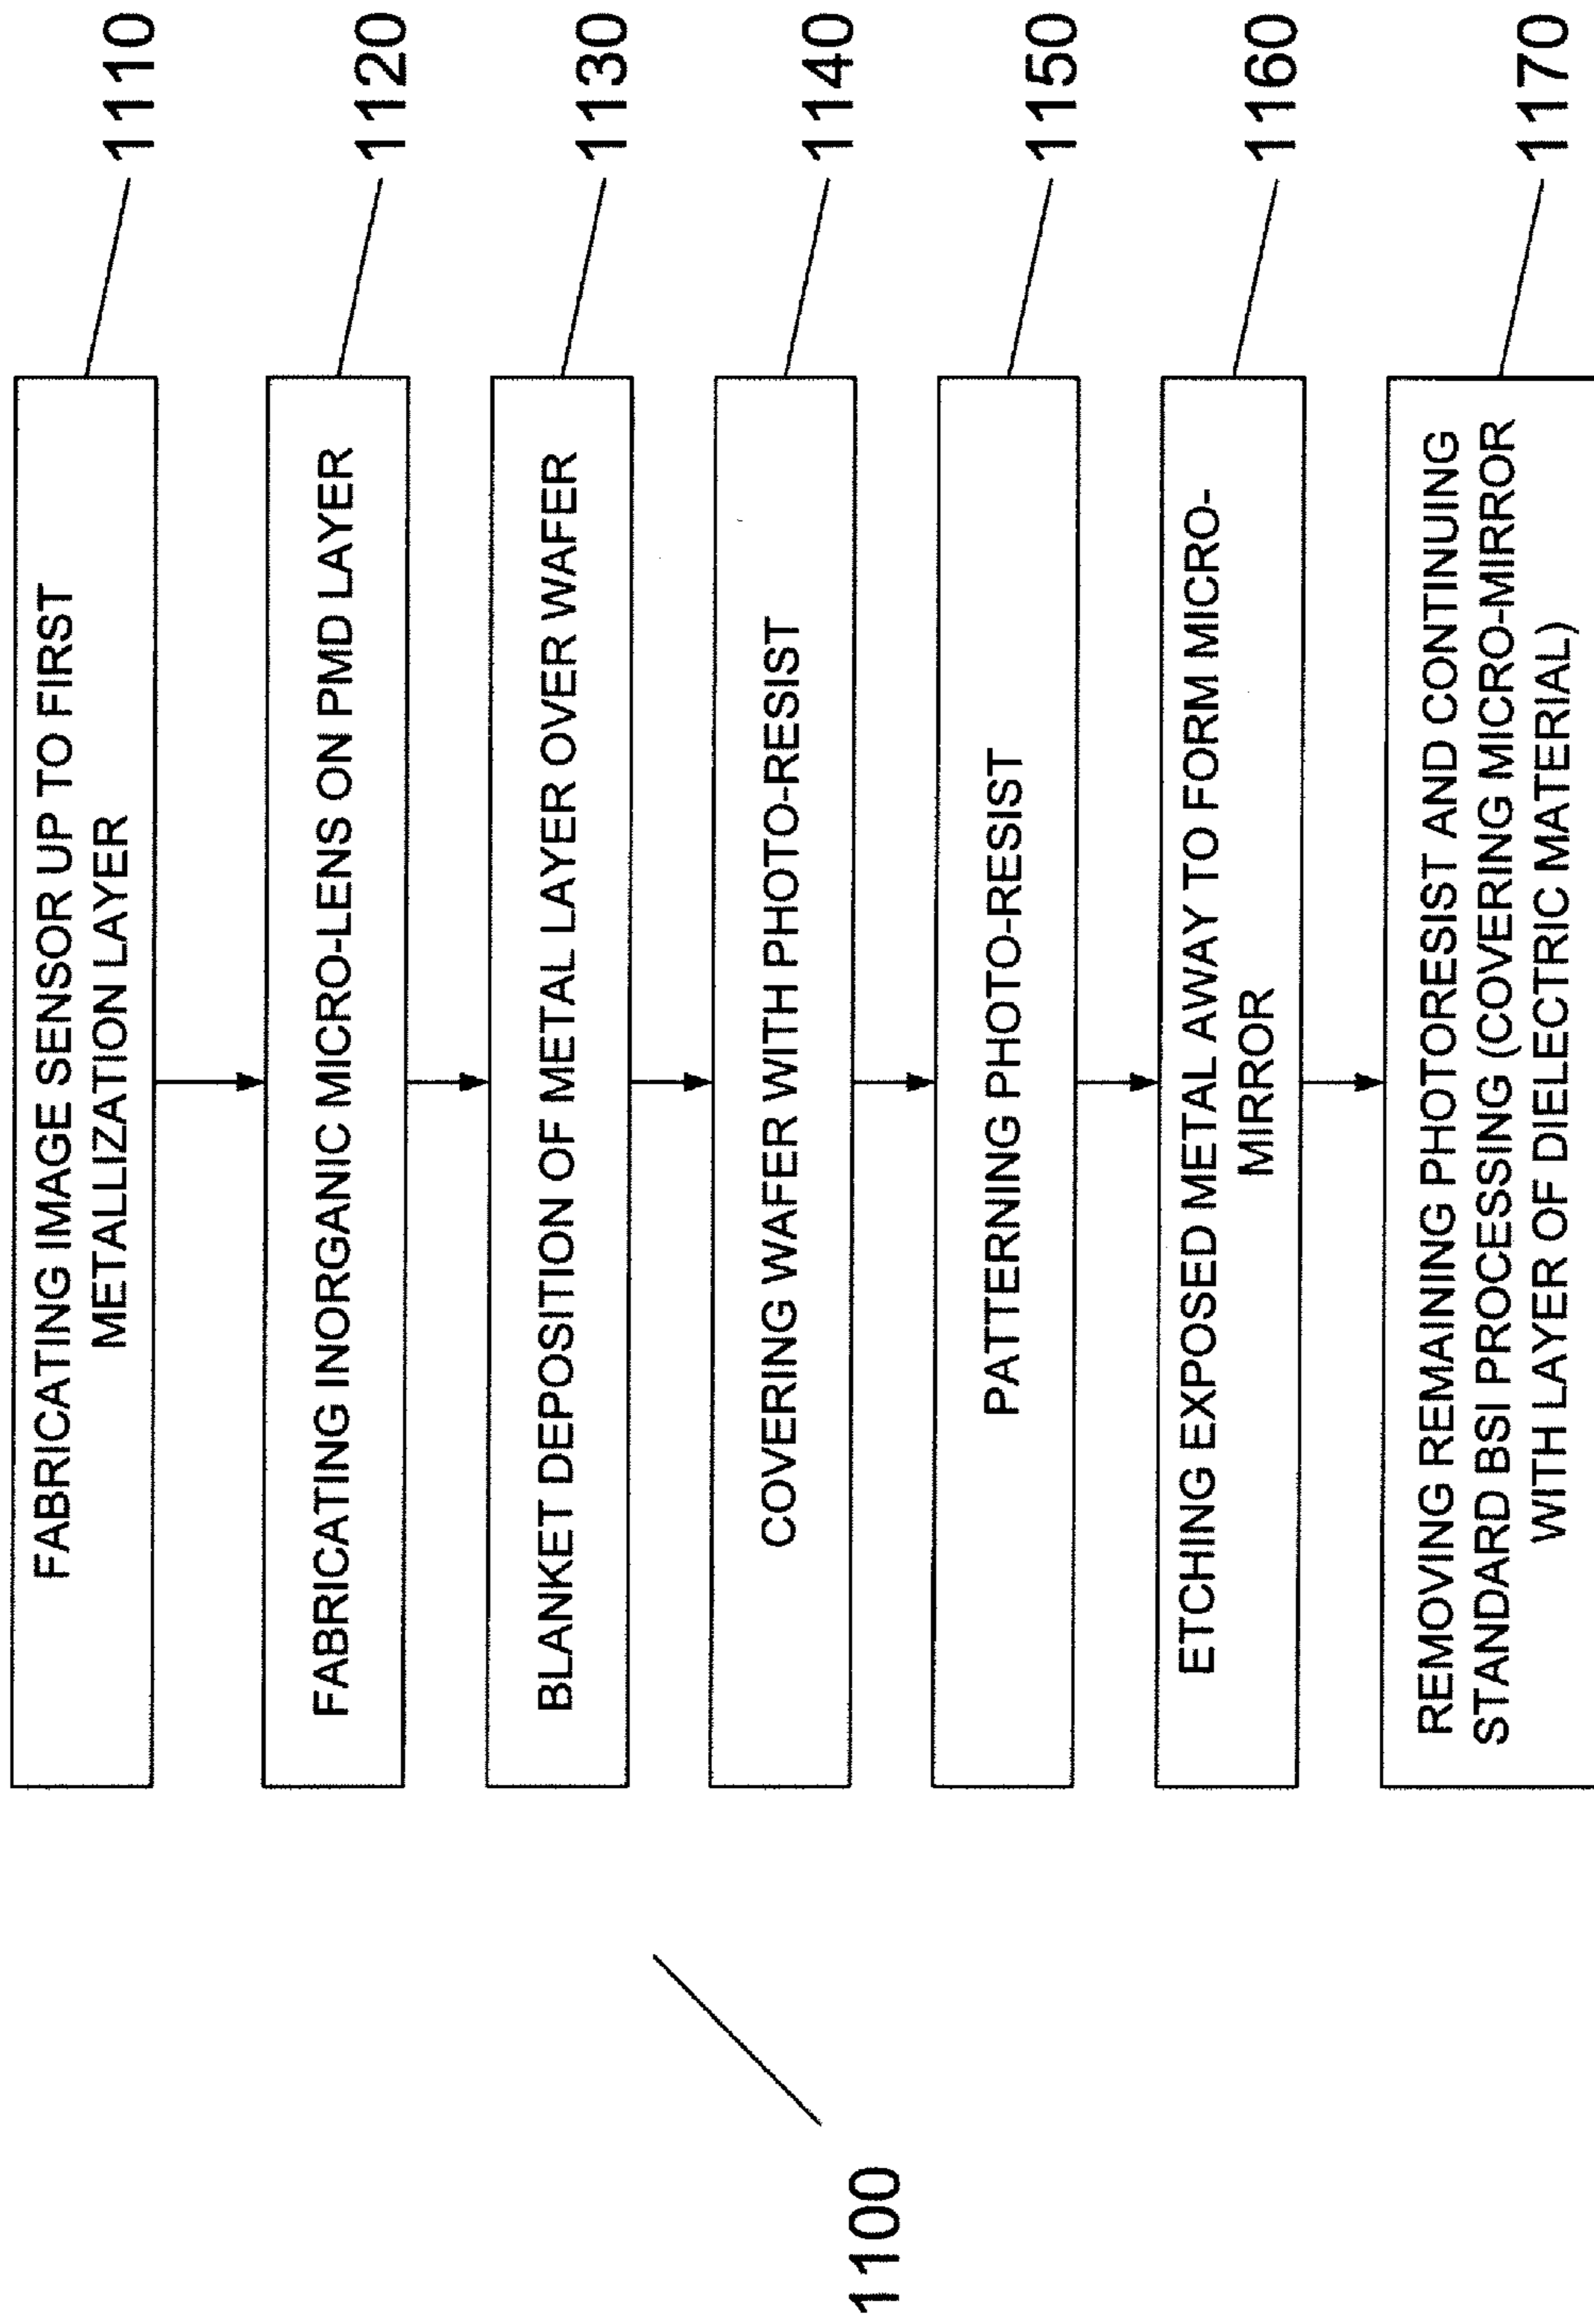 FABRICATING IMAGE SENSOR UP TO FIRST
METALLIZATION LAYER
1110
FABRICATING INORGANIC MICRO-LENS ON PMD LAYER
1120
BLANKET DEPOSITION OF METAL LAYER OVER WAFER
1130
COVERING WAFER WITH PHOTO-RESIST
1140
PATTERNING PHOTO-RESIST
1150
ETCHING EXPOSED METAL AWAY TO FORM MICRO-
MIRROR
1160
REMOVING REMAINING PHOTORESIST AND CONTINUING
STANDARD BSI PROCESSING (COVERING MICRO-MIRROR
WITH LAYER OF DIELECTRIC MATERIAL)
1170
1100